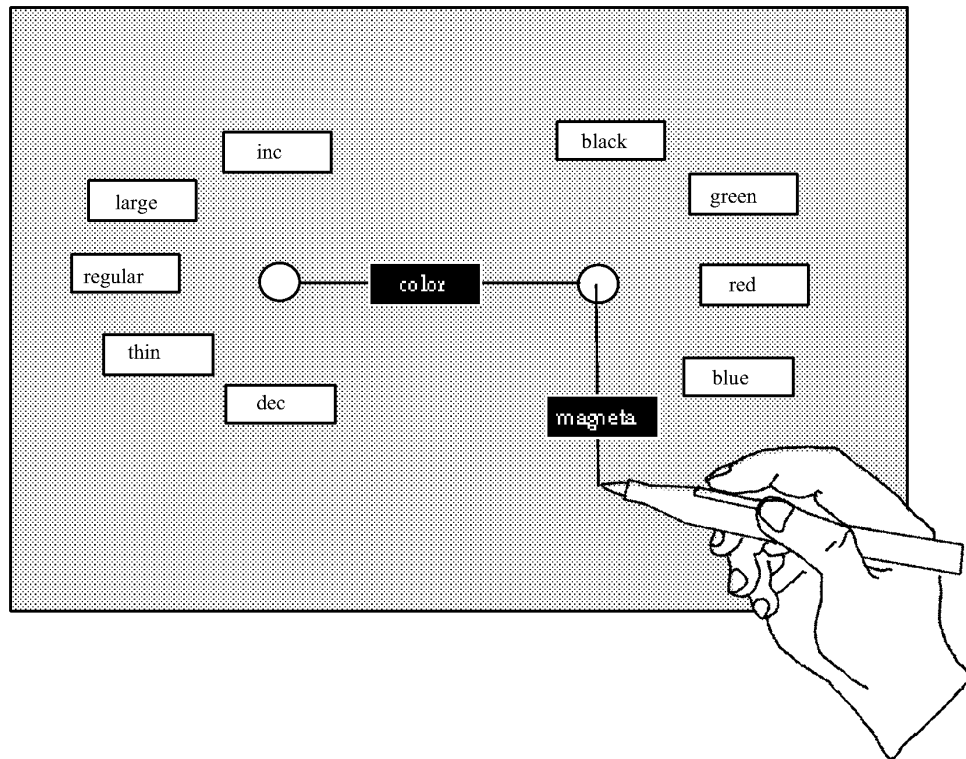 inc
black
large
green
regular
color
red
thin
blue
dec
magneta